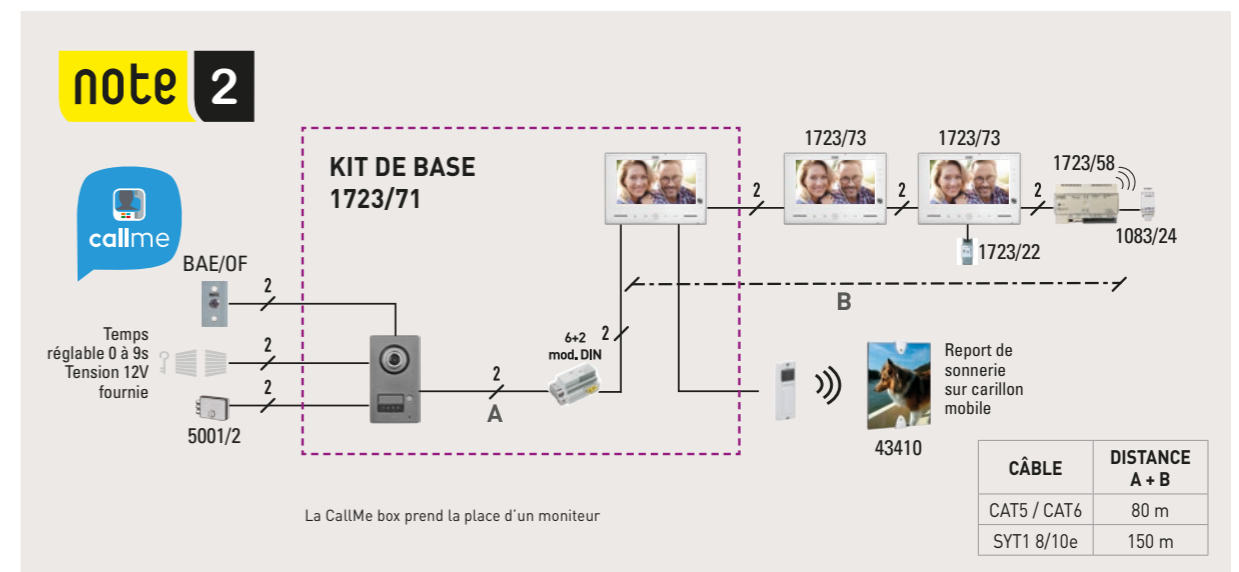 note 2
callme
KIT DE BASE
1723/71
1723/73
1723/73
1723/58
2
2
2
1083/24
1723/22
BAE/OF
2
B
Temps
réglable 0 à 9s
Tension 12V
fournie
2
6+2
mod. DIN
2
2
A
2
5001/2
Report de
sonnerie
sur carillon
mobile
43410
CÂBLE DISTANCE
A + B
CAT5 / CAT6 80 m
SYT1 8/10e 150 m
La CallMe box prend la place d'un moniteur